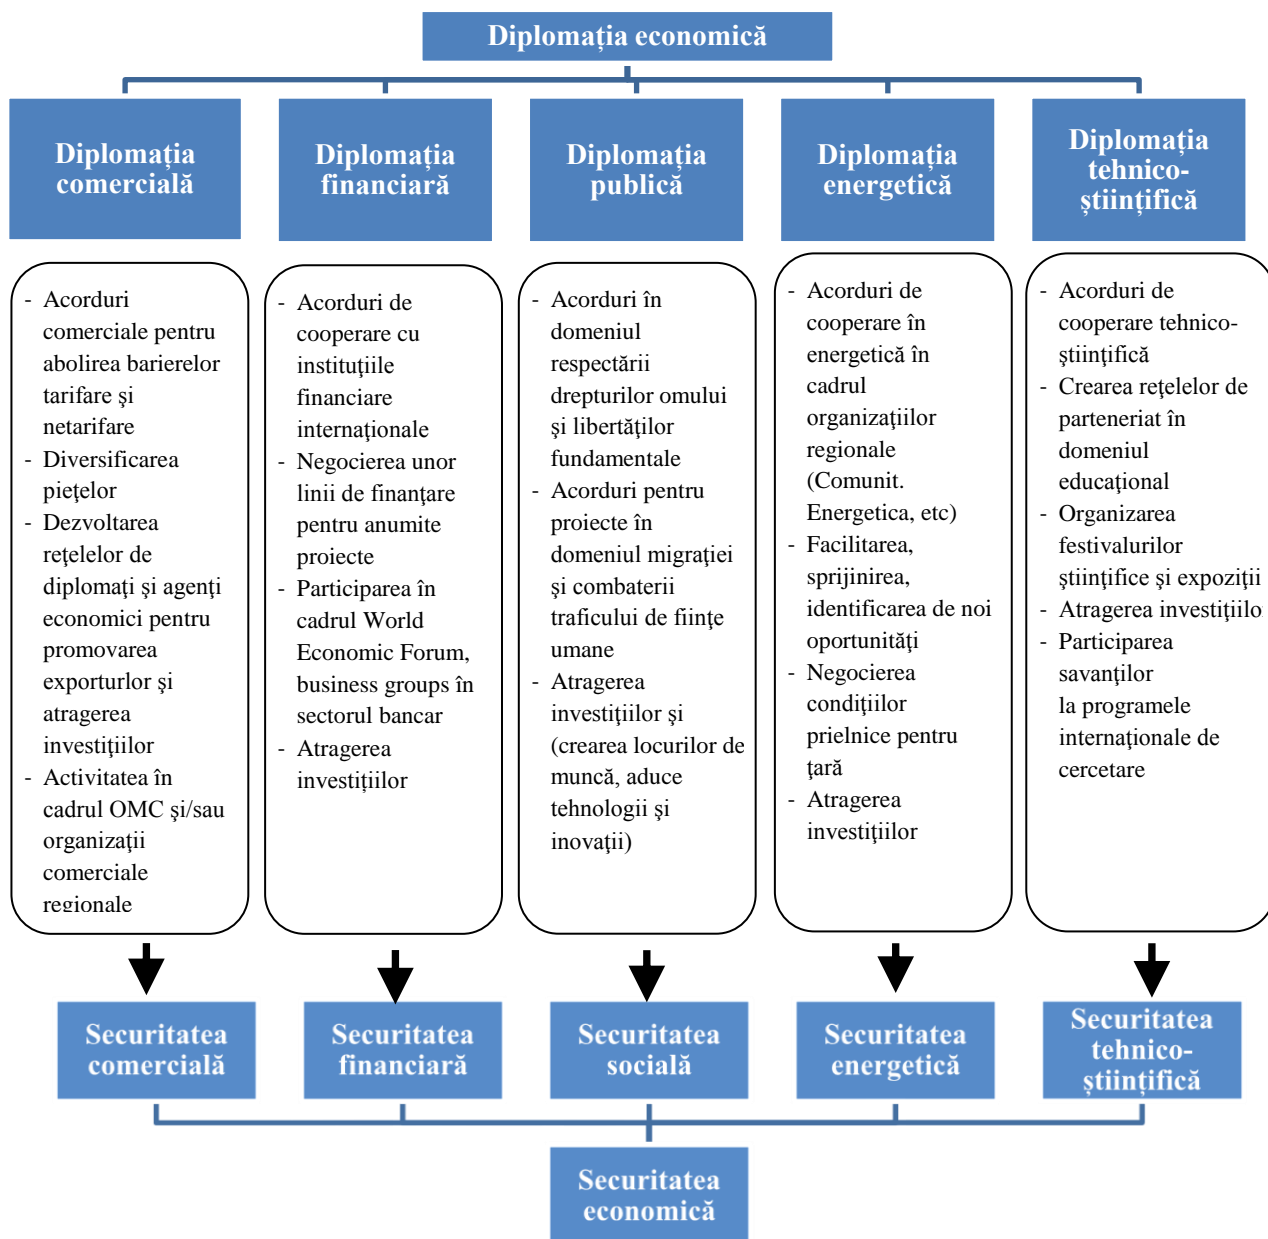 Diplomația economică
Diplomația
comercială
Diplomația
financiară
Diplomația
publică
Diplomația
energetică
Diplomația
tehnico-
științifică
- Acorduri
comerciale pentru
abolirea barierelor
tarifare şi
netarifare
- Diversificarea
pieţelor
- Dezvoltarea
reţelelor de
diplomaţi şi agenţi
economici pentru
promovarea
exporturlor şi
atragerea
investiţiilor
- Activitatea în
cadrul OMC şi/sau
organizaţii
comerciale
regionale
- Acorduri de
cooperare cu
instituţiile
financiare
internaţionale
- Negocierea unor
linii de finanţare
pentru anumite
proiecte
- Participarea în
cadrul World
Economic Forum,
business groups în
sectorul bancar
- Atragerea
investițiilor
- Acorduri în
domeniul
respectării
drepturilor omului
şi libertăţilor
fundamentale
- Acorduri pentru
proiecte în
domeniul migraţiei
şi combaterii
traficului de fiinţe
umane
- Atragerea
investițiilor şi
(crearea locurilor de
muncă, aduce
tehnologii şi
inovaţii)
- Acorduri de
cooperare în
energetică în
cadrul
organizaţiilor
regionale
(Comunit.
Energetica, etc)
- Facilitarea,
sprijinirea,
identificarea de noi
oportunităţi
- Negocierea
condiţiilor
prielnice pentru
ţară
- Atragerea
investiţiilor
- Acorduri de
cooperare tehnico-
ştiinţifică
- Crearea reţelelor de
parteneriat în
domeniul
educaţional
- Organizarea
festivalurilor
ştiinţifice şi expoziţii
- Atragerea investiţiilo
- Participarea
savanţilor
la programele
internaţionale de
cercetare
Securitatea
comercială
Securitatea
financiară
Securitatea
socială
Securitatea
energetică
Securitatea
tehnico-
științifică
Securitatea
economică